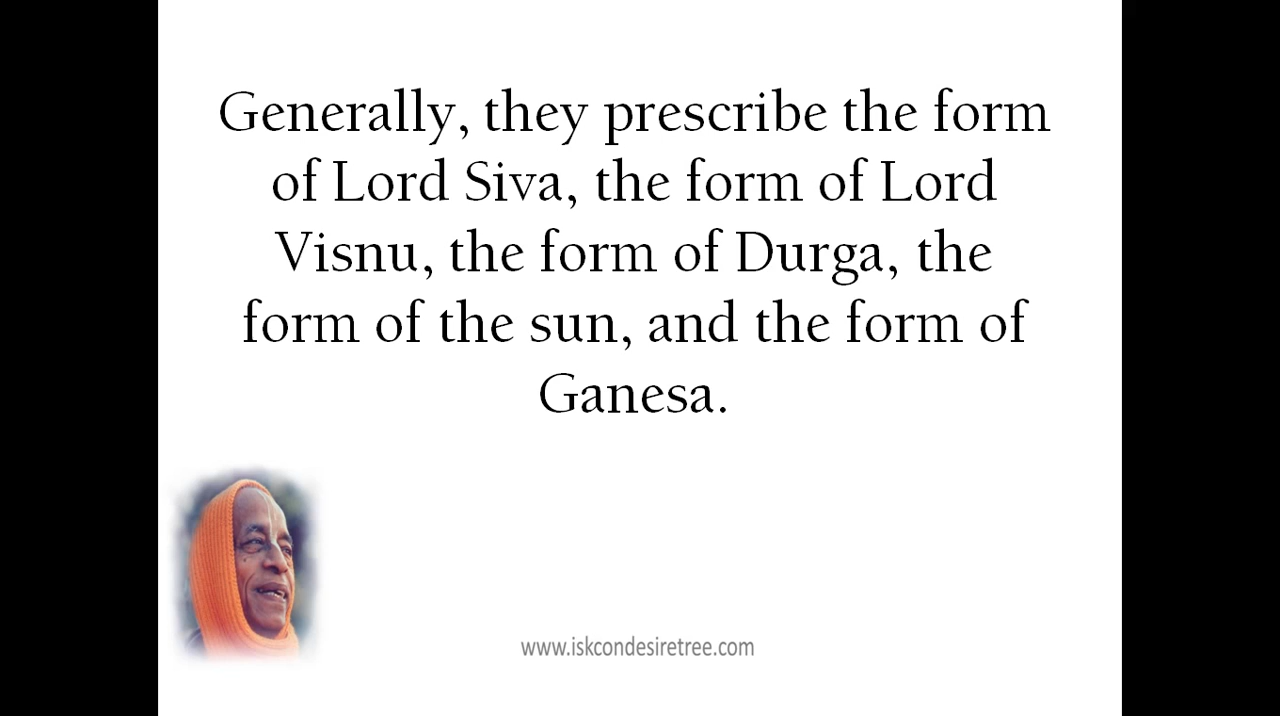 Generally, they prescribe the form
of Lord Siva, the form of Lord
Visnu, the form of Durga, the
form of the sun, and the form of
Ganesa.
www.iskcondesiretree.com